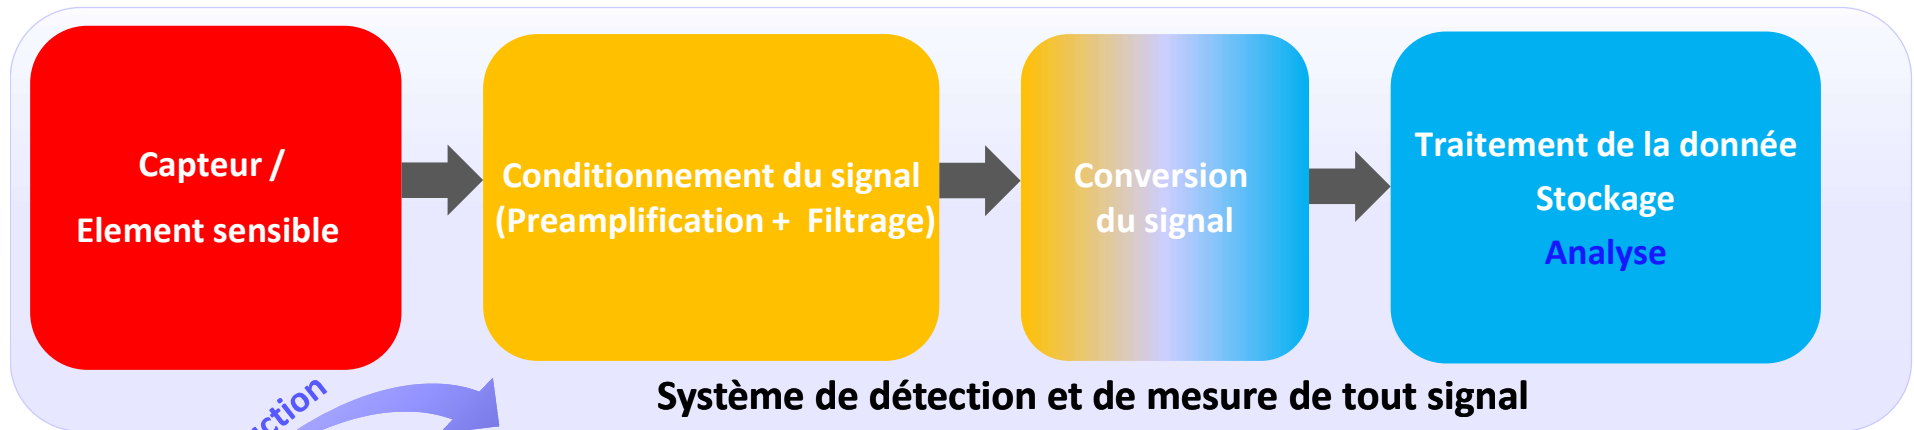 Capteur /
Element sensible
Conditionnement du signal
(Preamplification + Filtrage)
Conversion
du signal
Traitement de la donnée
Stockage
Analyse
Système de détection et de mesure de tout signal